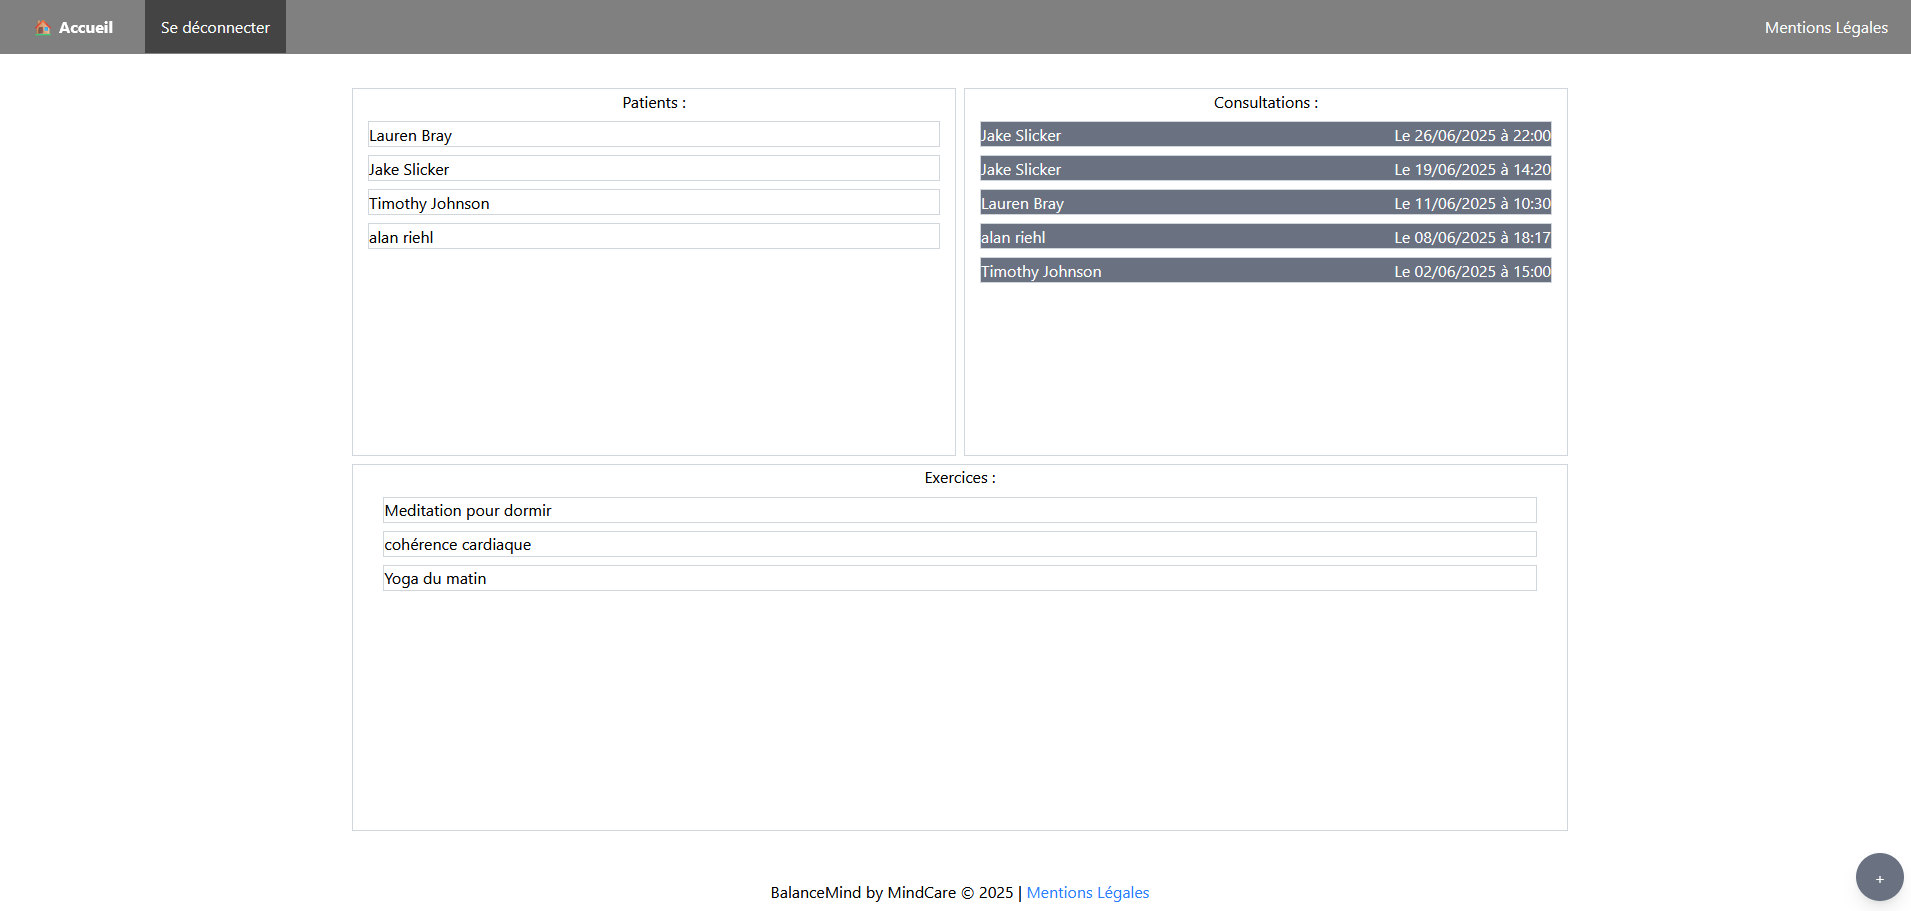 Accueil
Se déconnecter
Mentions Légales
Patients :
Lauren Bray
Jake Slicker
Timothy Johnson
alan riehl
Consultations :
Jake Slicker Le 26/06/2025 à 22:00
Jake Slicker Le 19/06/2025 à 14:20
Lauren Bray Le 11/06/2025 à 10:30
alan riehl Le 08/06/2025 à 18:17
Timothy Johnson Le 02/06/2025 à 15:00
Exercices :
Meditation pour dormir
cohérence cardiaque
Yoga du matin
BalanceMind by MindCare © 2025 | Mentions Légales
+